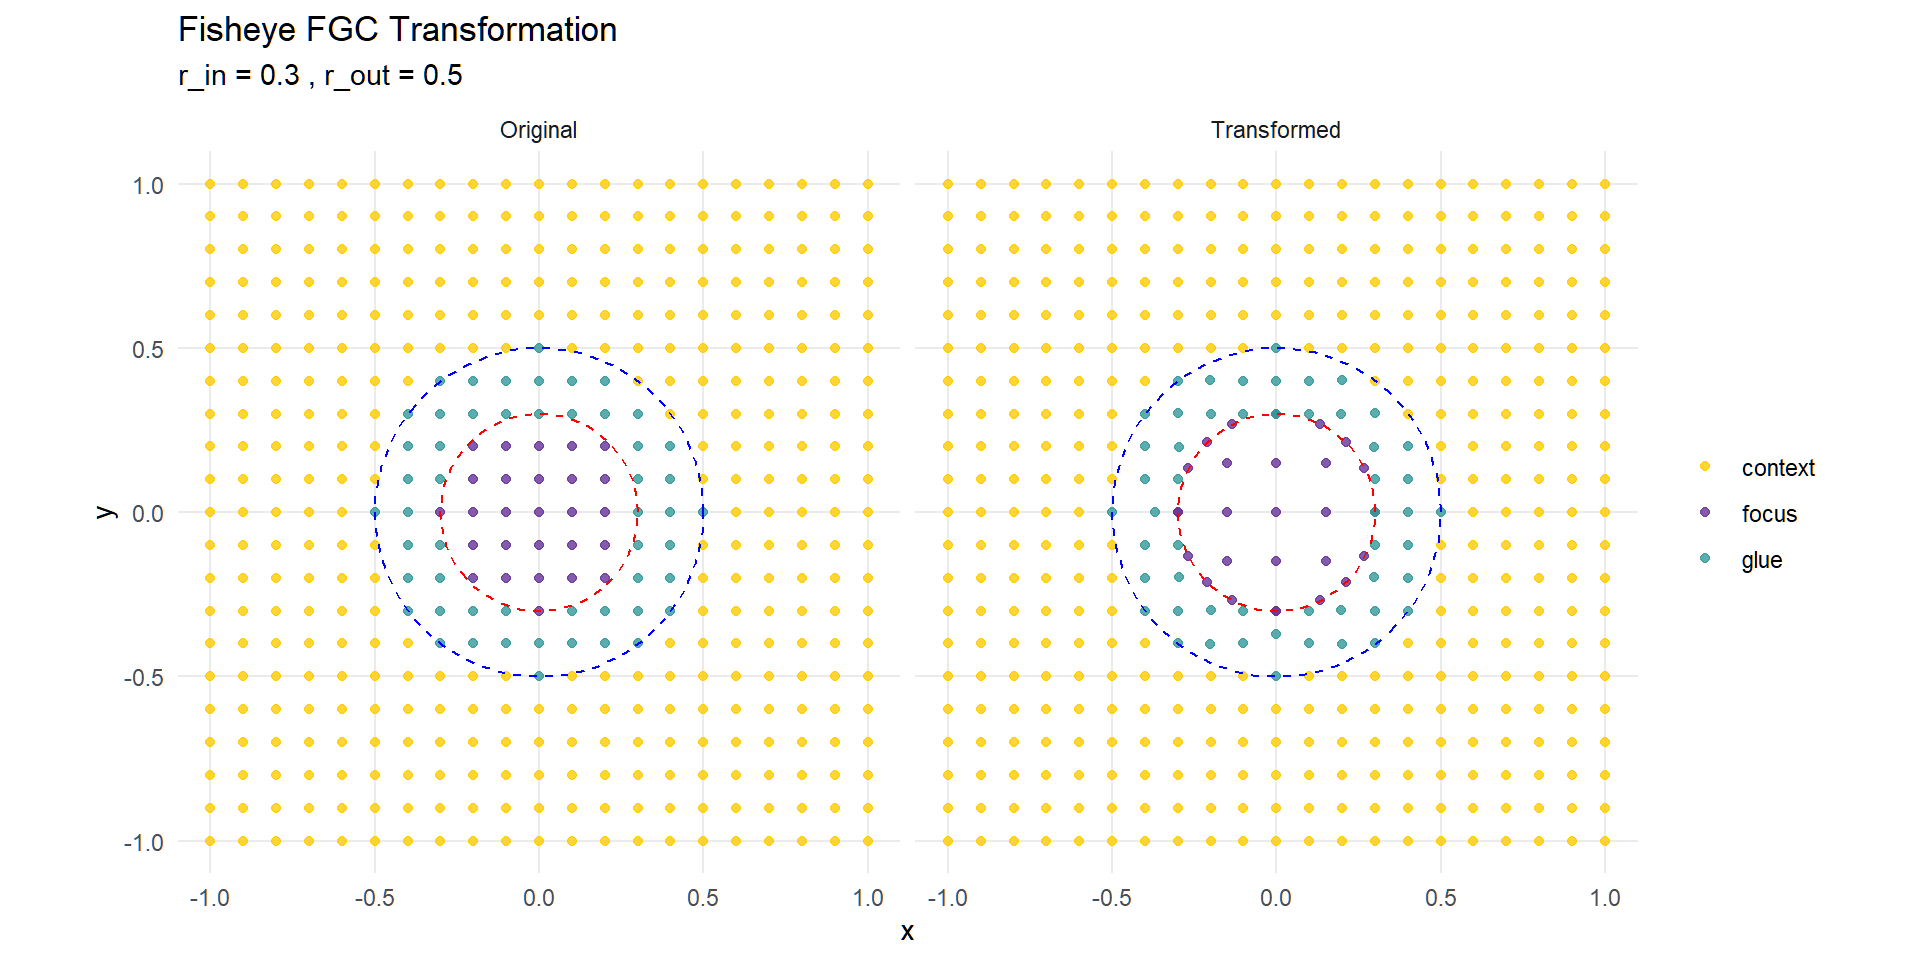 Fisheye FGC Transformation
r_in = 0.3 , r_out = 0.5
Original
Transformed
1.0
0.5
0.0
-0.5
-1.0
y
-1.0 -0.5 0.0 0.5 1.0
-1.0 -0.5 0.0 0.5 1.0
x
context
focus
glue